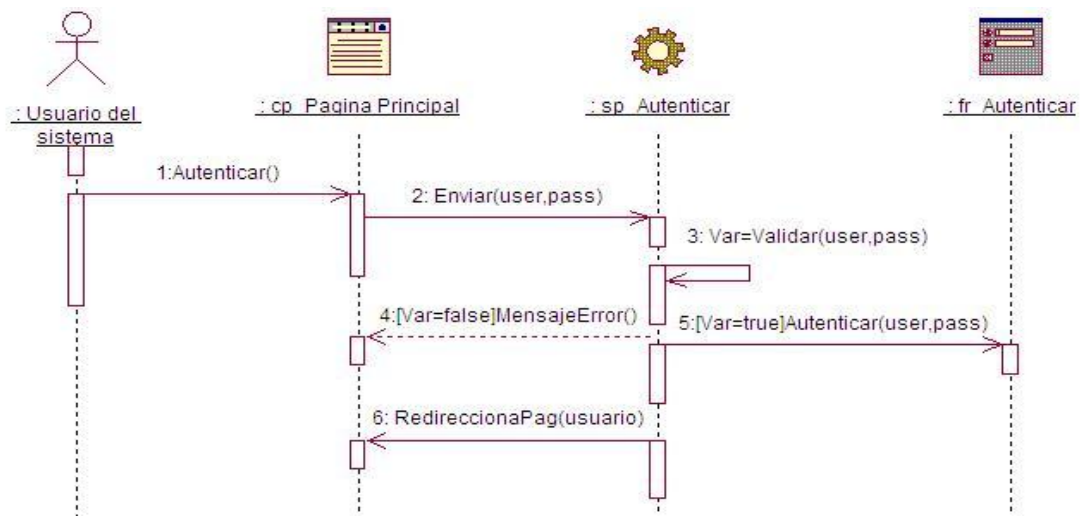 : Usuario del
sistema
: cp_Pagina Principal
: sp_Autenticar
: fr_Autenticar
1:Autenticar()
2: Enviar(user,pass)
3: Var=Validar(user,pass)
4:[Var=false]MensajeError()
5:[Var=true]Autenticar(user,pass)
6: RedireccionaPag(usuario)